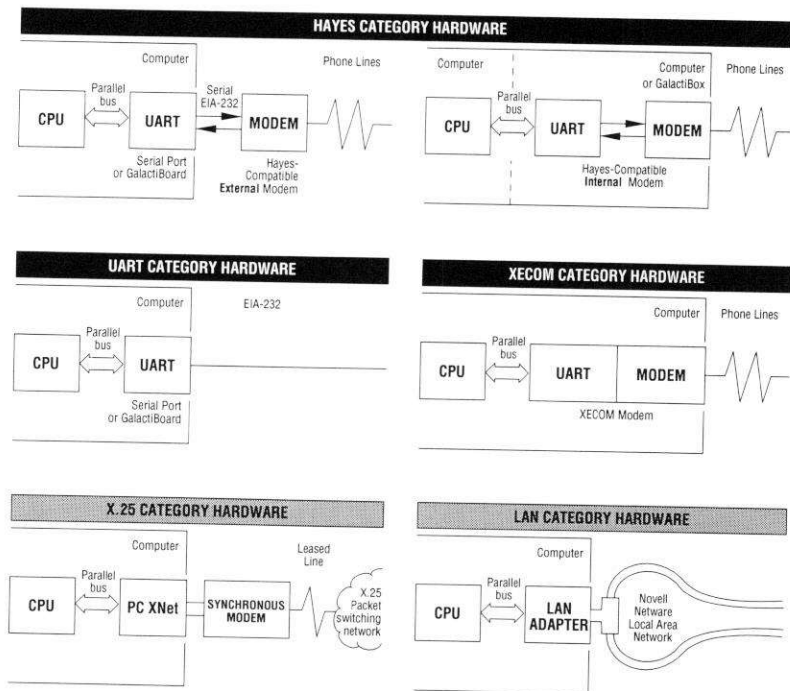 HAYES CATEGORY HARDWARE
Computer
Phone Lines
Parallel
bus
Serial
EIA-232
CPU
UART
MODEM
Serial Port
or GalactiBoard
Hayes-
Compatible
External Modem
Computer
Computer
or GalactiBox
Phone Lines
Parallel
bus
CPU
UART
MODEM
Hayes-Compatible
Internal Modem
UART CATEGORY HARDWARE
Computer
EIA-232
Parallel
bus
CPU
UART
Serial Port
or GalactiBoard
XECOM CATEGORY HARDWARE
Computer
Phone Lines
Parallel
bus
CPU
UART
MODEM
XECOM Modem
X.25 CATEGORY HARDWARE
Computer
Leased
Line
Parallel
bus
CPU
PC XNet
SYNCHRONOUS
MODEM
X.25
Packet
switching
network
LAN CATEGORY HARDWARE
Computer
Parallel
bus
CPU
LAN
ADAPTER
Novell
Netware
Local Area
Network